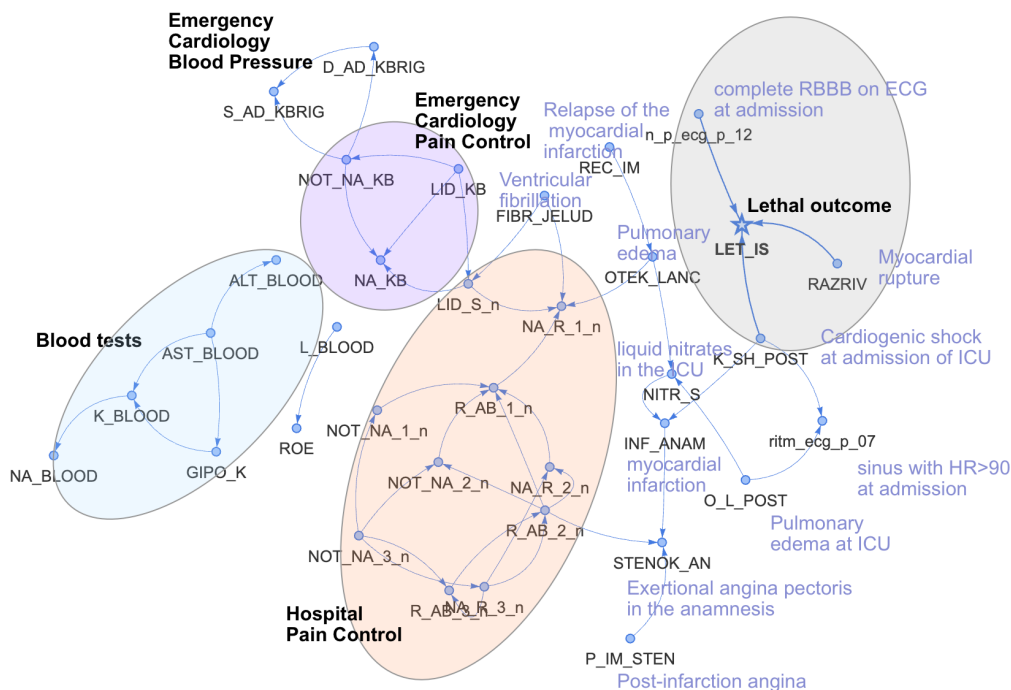 Emergency
Cardiology
Blood Pressure
D_AD_KBRIG
S_AD_KBRIG
Emergency
Cardiology
Pain Control
NOT_NA_KB
LID_KB
NA_KB
Relapse of the
myocardial
infarction
REC_IM
Ventricular
fibrillation
FIBR_JELUD
complete RBBB on ECG
at admission
n_p_ecg_p_12
Lethal outcome
LET_IS
Myocardial
rupture
RAZRIV
Pulmonary
edema
OTEK_LANC
ALT_BLOOD
LID_S_n
NA_R_1_n
Blood tests
AST_BLOOD
L_BLOOD
liquid nitrates
in the ICU
K_SH_POST
Cardiogenic shock
at admission of ICU
NITR_S
K_BLOOD
NOT_NA_1_n
R_AB_1_n
ROE
INF_ANAM
myocardial
infarction
ritm_ecg_p_07
sinus with HR>90
at admission
NA_BLOOD
GIPO_K
NOT_NA_2_n
NA_R_2_n
O_L_POST
Pulmonary
edema at ICU
R_AB_2_n
NOT_NA_3_n
STENOK_AN
Exertional angina pectoris
in the anamnesis
R_AB_3_n
NA_R_3_n
Hospital
Pain Control
P_IM_STEN
Post-infarction angina